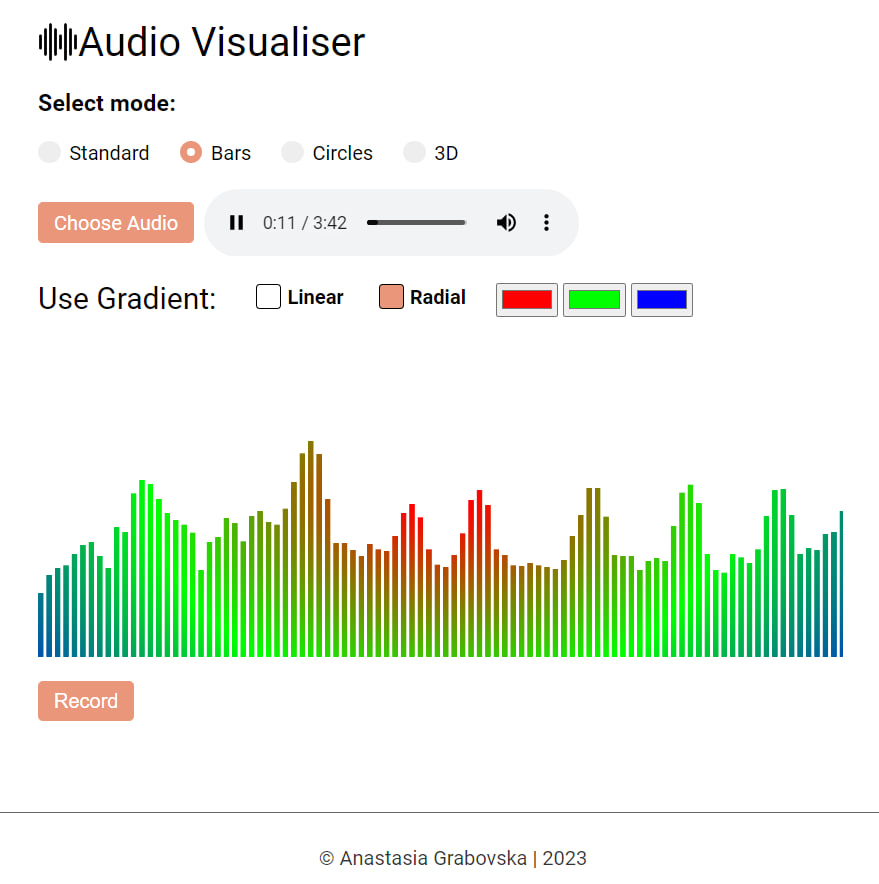 Audio Visualiser
Select mode:
Standard Bars Circles 3D
Choose Audio 0:11 / 3:42
Use Gradient: Linear Radial
Record
© Anastasia Grabovska | 2023